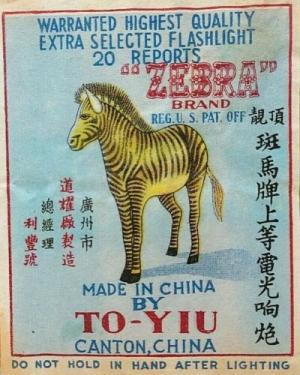 WARRANTED HIGHEST QUALITY
EXTRA SELECTED FLASHLIGHT
20 REPORTS
"ZEBRA"
BRAND
REG. U. S. PAT. OFF
頂靚
斑馬牌上等電光响炮
廣州市
道耀廠製造
總經理
利豐號
MADE IN CHINA
BY
TO-YIU
CANTON, CHINA
DO NOT HOLD IN HAND AFTER LIGHTING